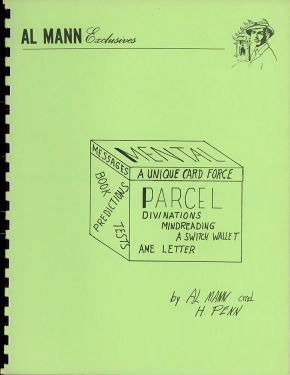 AL MANN Exclusives
MENTAL
MESSAGES
A UNIQUE CARD FORCE
BOOK
PREDICTIONS
TESTS
PARCEL
DIVINATIONS
MINDREADING
A SWITCH WALLET
AME LETTER
by AL MANN and
H. PENN